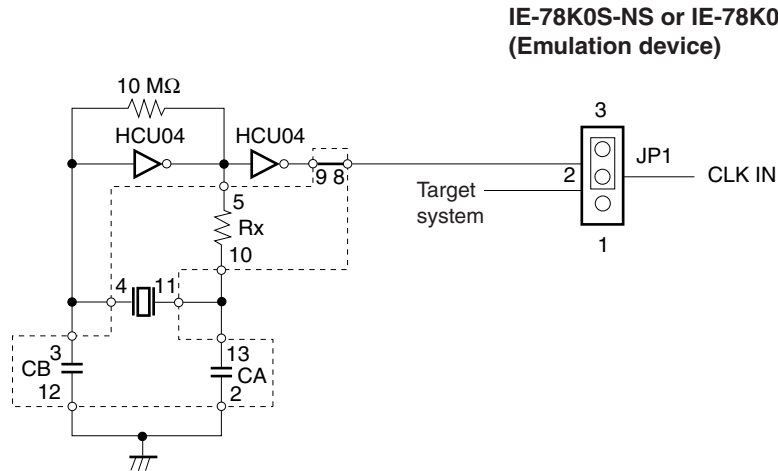 IE-78K0S-NS or IE-78K0
(Emulation device)
10 MΩ
HCU04
HCU04
3
JP1
9 8
2
CLK IN
Target
system
5
Rx
1
10
4
11
3
CB
12
13
CA
2